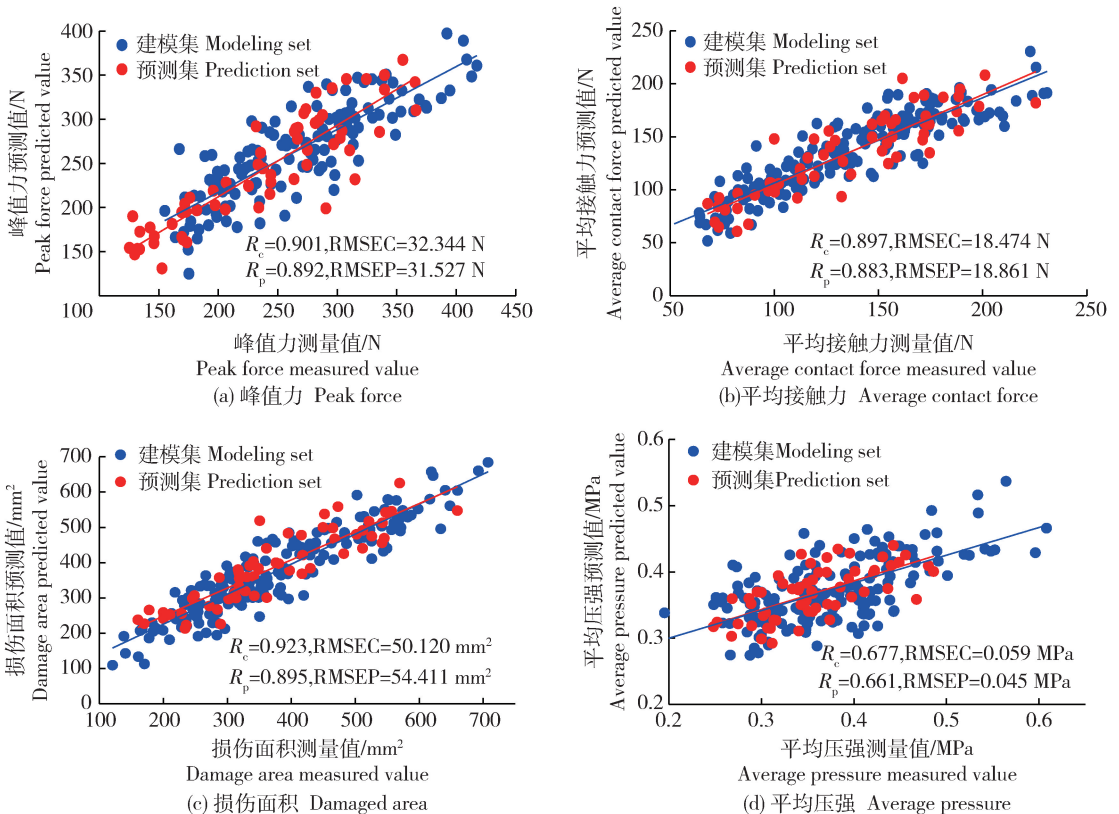 400
350
300
250
200
150
100
150
200
250
300
350
400
450
峰值力预测值/N
Peak force predicted value
建模集 Modeling set
预测集 Prediction set
Rc=0.901,RMSEC=32.344 N
Rp=0.892,RMSEP=31.527 N
峰值力测量值/N
Peak force measured value
(a) 峰值力 Peak force
250
200
150
100
50
0
50
100
150
200
250
平均接触力预测值/N
Average contact force predicted value
建模集 Modeling set
预测集 Prediction set
Rc=0.897,RMSEC=18.474 N
Rp=0.883,RMSEP=18.861 N
平均接触力测量值/N
Average contact force measured value
(b)平均接触力 Average contact force
700
600
500
400
300
200
100
0
100
200
300
400
500
600
700
损伤面积预测值/mm²
Damage area predicted value
建模集 Modeling set
预测集 Prediction set
Rc=0.923,RMSEC=50.120 mm²
Rp=0.895,RMSEP=54.411 mm²
损伤面积测量值/mm²
Damage area measured value
(c) 损伤面积 Damaged area
0.6
0.5
0.4
0.3
0.2
0.2
0.3
0.4
0.5
0.6
平均压强预测值/MPa
Average pressure predicted value
建模集Modeling set
预测集Prediction set
Rc=0.677,RMSEC=0.059 MPa
Rp=0.661,RMSEP=0.045 MPa
平均压强测量值/MPa
Average pressure measured value
(d) 平均压强 Average pressure